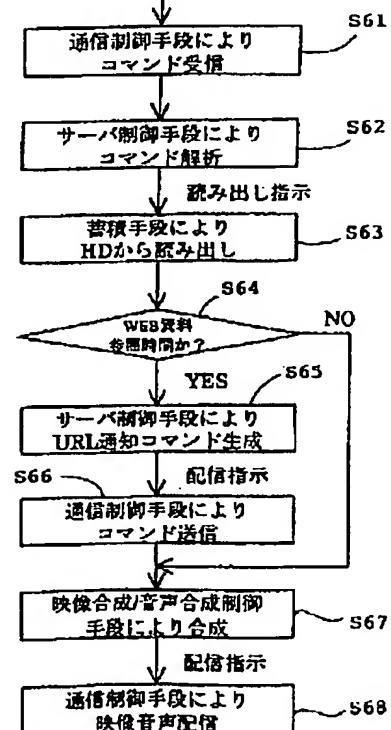 S61
通信制御手段により
コマンド受信
S62
サーバ制御手段により
コマンド解析
読み出し指示
S63
蓄積手段により
HDから読み出し
S64
WEB資料
参照時間か?
NO
YES
S65
サーバ制御手段により
URL通知コマンド生成
S66
配信指示
通信制御手段により
コマンド送信
映像合成/音声合成制御
手段により合成
S67
配信指示
通信制御手段により
映像音声配信
S68